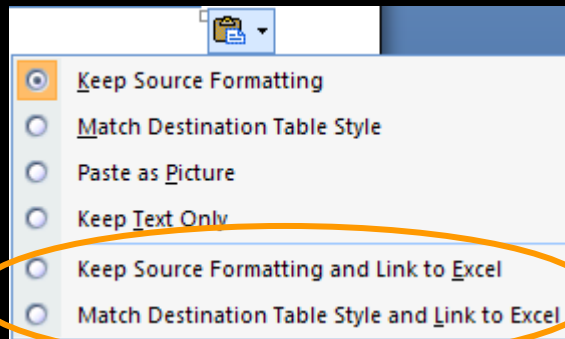 Keep Source Formatting
Match Destination Table Style
Paste as Picture
Keep Text Only
Keep Source Formatting and Link to Excel
Match Destination Table Style and Link to Excel